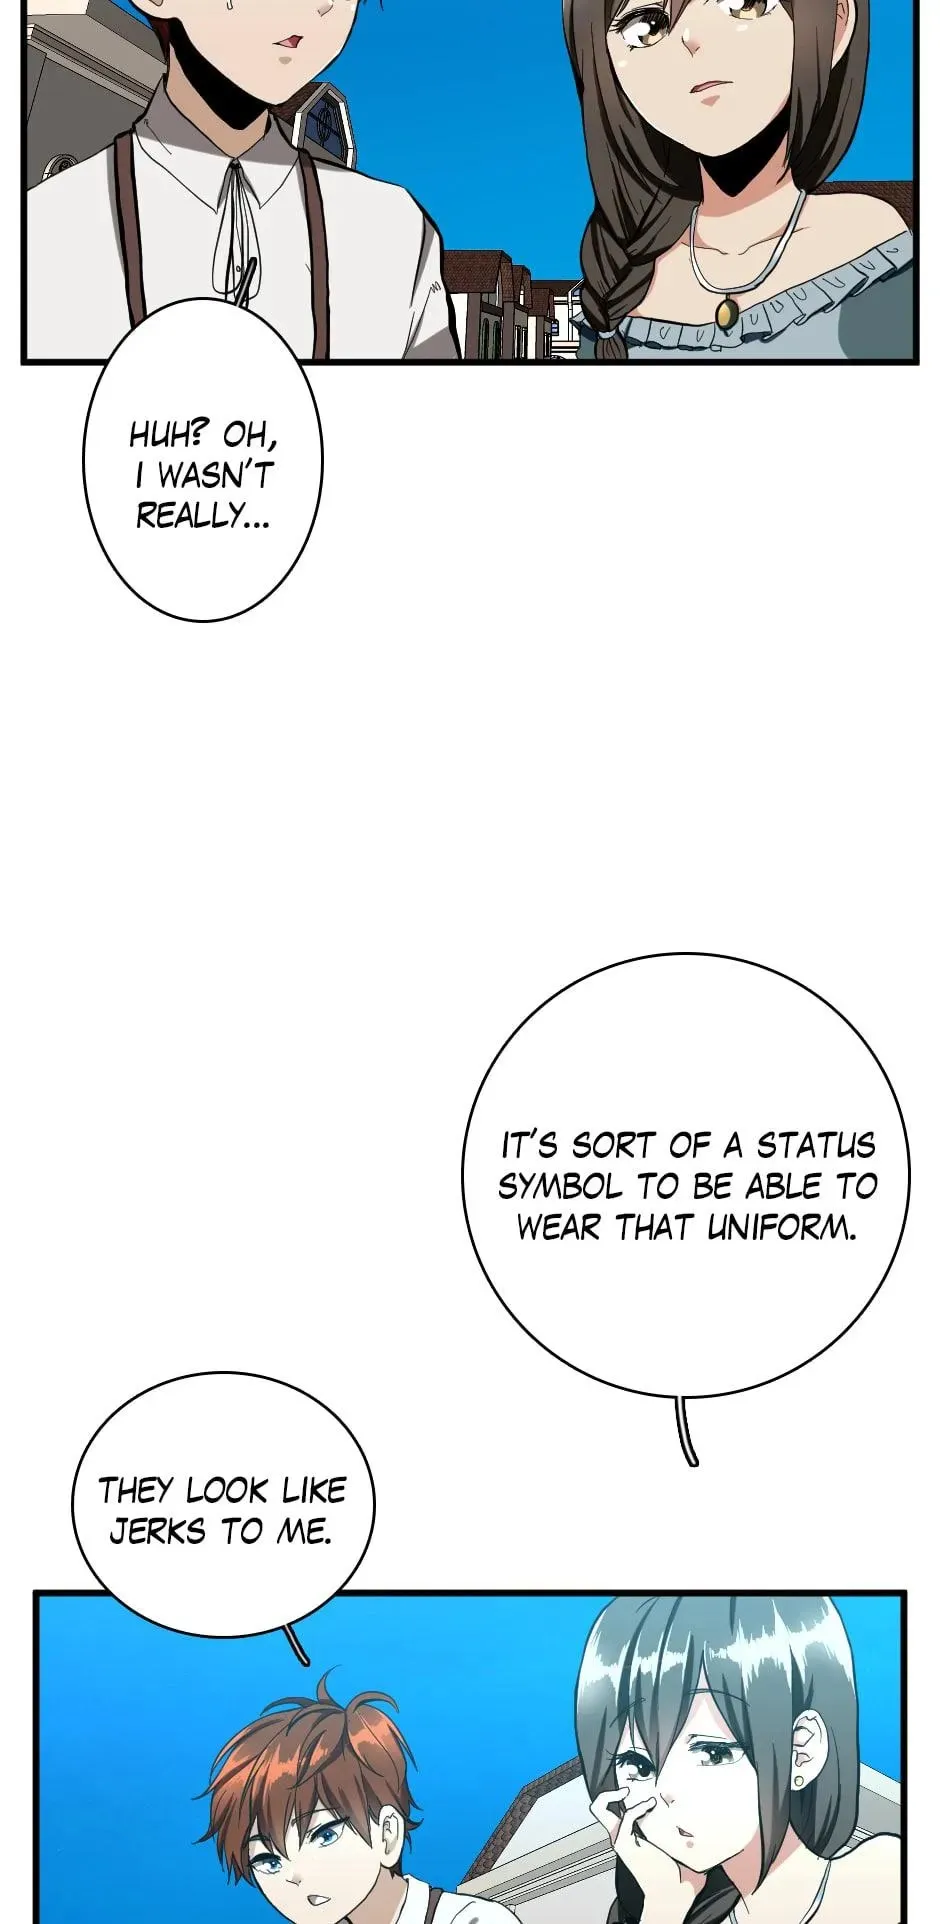 HUH? OH,
I WASN'T
REALLY...
IT'S SORT OF A STATUS
SYMBOL TO BE ABLE TO
WEAR THAT UNIFORM.
THEY LOOK LIKE
JERKS TO ME.